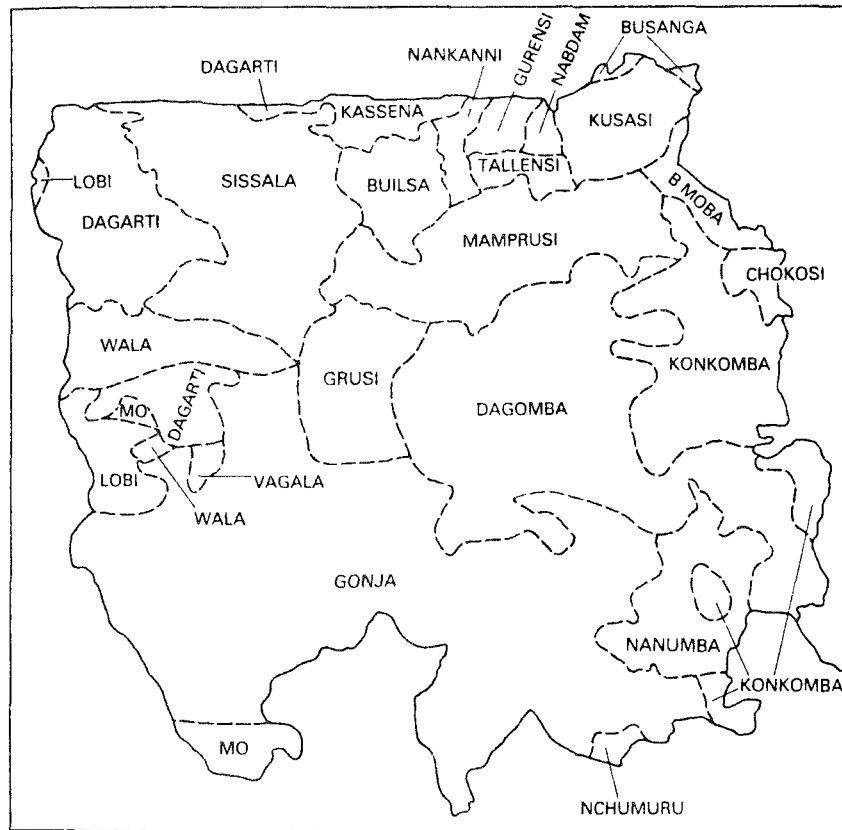 BUSANGA
NABDAM
GURENSI
NANKANNI
DAGARTI
KASSENA
KUSASI
LOBI
SISSALA
BUILSA
TALLENSI
B MOBA
DAGARTI
MAMPRUSI
CHOKOSI
WALA
GRUSI
KONKOMBA
DAGARTI
MO
DAGOMBA
LOBI
VAGALA
WALA
GONJA
NANUMBA
KONKOMBA
MO
NCHUMURU